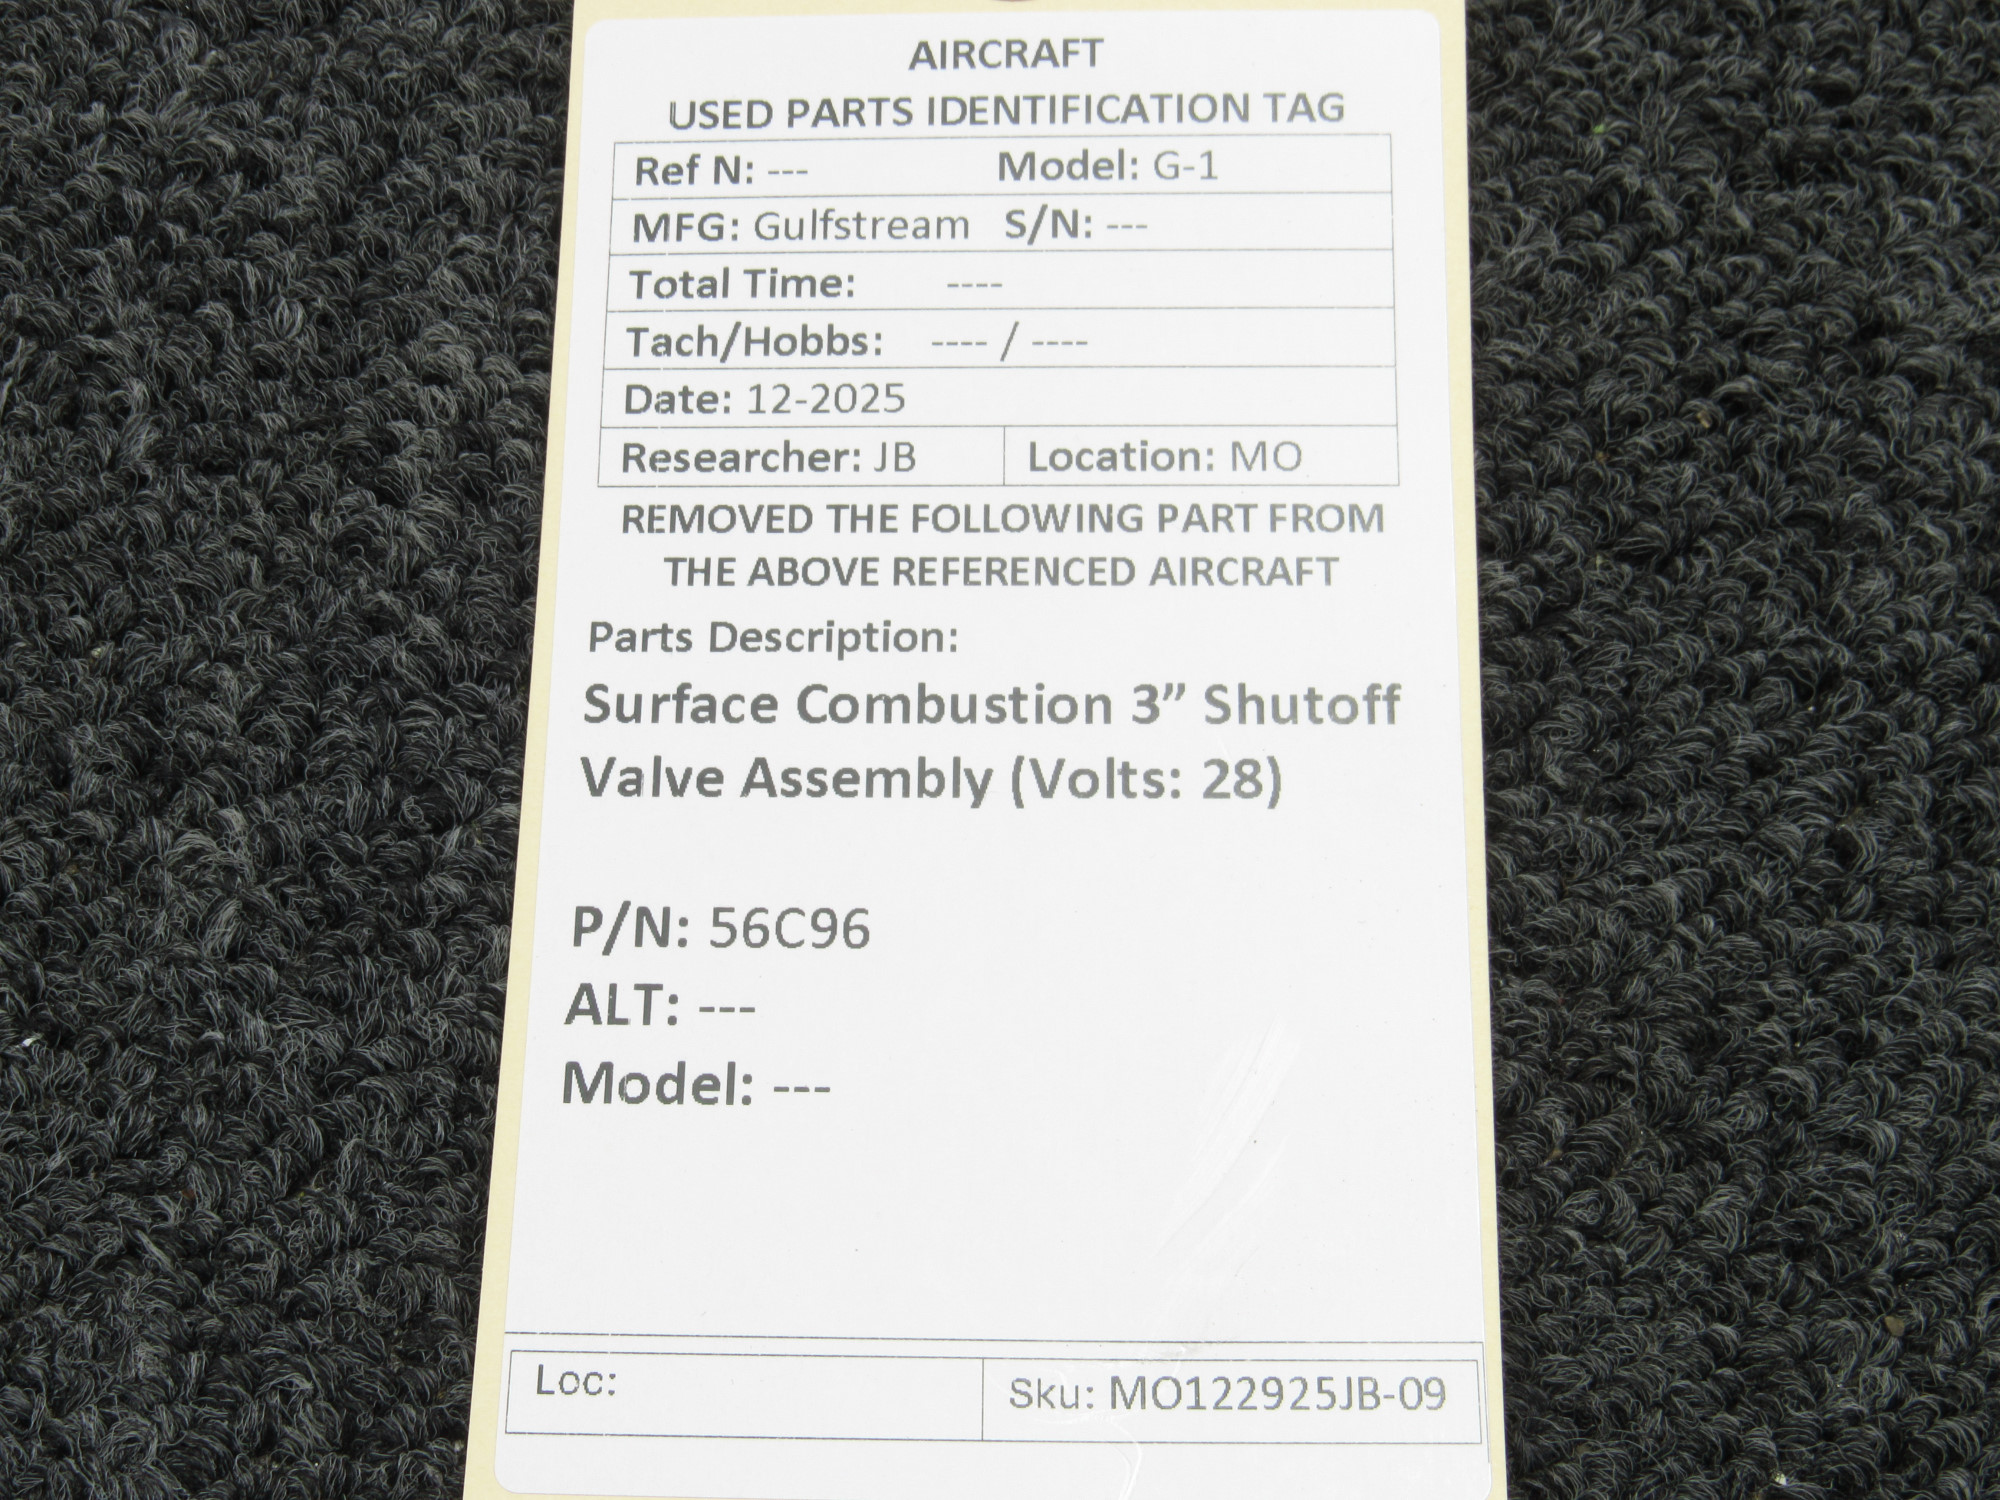 AIRCRAFT
USED PARTS IDENTIFICATION TAG
Ref N: --- Model: G-1
MFG: Gulfstream S/N: ---
Total Time: ----
Tach/Hobbs: ---- / ----
Date: 12-2025
Researcher: JB Location: MO
REMOVED THE FOLLOWING PART FROM
THE ABOVE REFERENCED AIRCRAFT
Parts Description:
Surface Combustion 3” Shutoff
Valve Assembly (Volts: 28)
P/N: 56C96
ALT: ---
Model: ---
Loc: Sku: MO122925JB-09